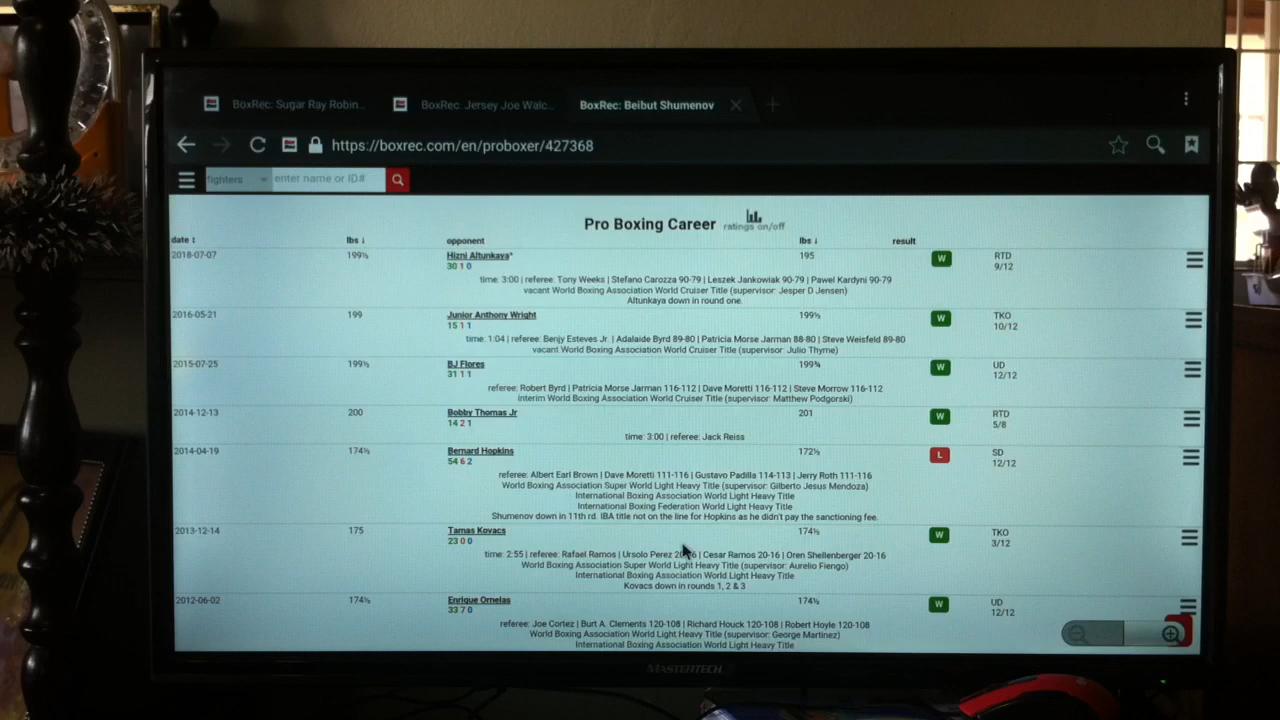 BoxRec: Sugar Ray Robin... BoxRec: Jersey Joe Walc... BoxRec: Beibut Shumenov
https://boxrec.com/en/proboxer/427368
fighters enter name or ID#
Pro Boxing Career ratings on/off
date lbs opponent lbs result
2018-07-07 199½ Hizni Altunkaya* 195 W RTD
30 1 0 9/12
time: 3:00 | referee: Tony Weeks | Stefano Carozza 90-79 | Leszek Jankowiak 90-79 | Pawel Kardyni 90-79
vacant World Boxing Association World Cruiser Title (supervisor: Jesper D Jensen)
Altunkaya down in round one.
2016-05-21 199 Junior Anthony Wright 199½ W TKO
15 1 1 10/12
time: 1:04 | referee: Benjy Esteves Jr. | Adalaide Byrd 89-80 | Patricia Morse Jarman 88-80 | Steve Weisfeld 89-80
vacant World Boxing Association World Cruiser Title (supervisor: Julio Thyme)
2015-07-25 199½ BJ Flores 199¾ W UD
31 1 1 12/12
referee: Robert Byrd | Patricia Morse Jarman 116-112 | Dave Moretti 116-112 | Steve Morrow 116-112
interim World Boxing Association World Cruiser Title (supervisor: Matthew Podgorski)
2014-12-13 200 Bobby Thomas Jr 201 W RTD
14 2 1 5/8
time: 3:00 | referee: Jack Reiss
2014-04-19 174½ Bernard Hopkins 172½ L SD
54 6 2 12/12
referee: Albert Earl Brown | Dave Moretti 111-116 | Gustavo Padilla 114-113 | Jerry Roth 111-116
World Boxing Association Super World Light Heavy Title (supervisor: Gilberto Jesus Mendoza)
International Boxing Association World Light Heavy Title
International Boxing Federation World Light Heavy Title
Shumenov down in 11th rd. IBA title not on the line for Hopkins as he didn't pay the sanctioning fee.
2013-12-14 175 Tamas Kovacs 174½ W TKO
23 0 0 3/12
time: 2:55 | referee: Rafael Ramos | Ursolo Perez | Cesar Ramos 20-16 | Oren Shellenberger 20-16
World Boxing Association Super World Light Heavy Title (supervisor: Aurelio Fiengo)
International Boxing Association World Light Heavy Title
Kovacs down in rounds 1, 2 & 3
2012-06-02 174½ Enrique Ornelas 174½ W UD
33 7 0 12/12
referee: Joe Cortez | Burt A. Clements 120-108 | Richard Houck 120-108 | Robert Hoyle 120-108
World Boxing Association World Light Heavy Title (supervisor: George Martinez)
International Boxing Association World Light Heavy Title
MASTERTECH